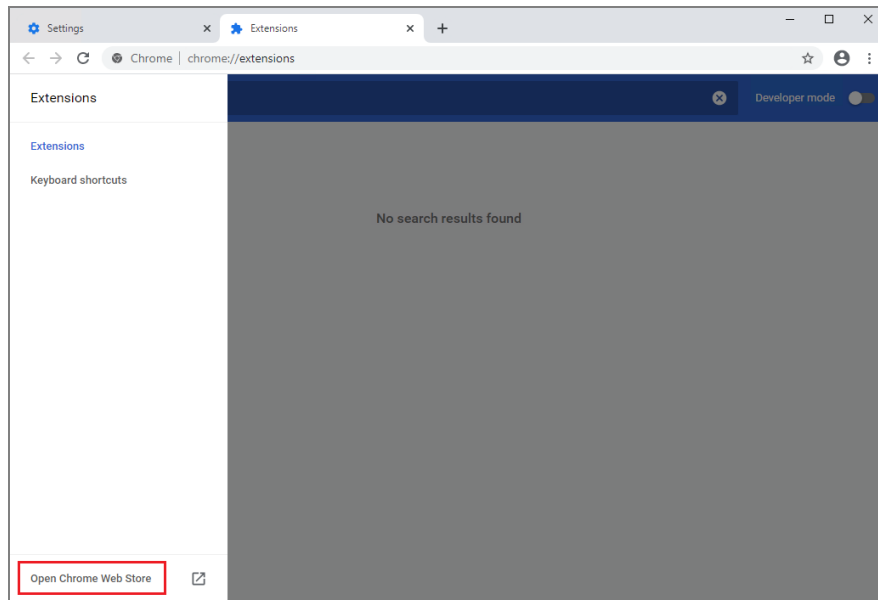 Settings
Extensions
Chrome | chrome://extensions
Extensions
Developer mode
Extensions
Keyboard shortcuts
No search results found
Open Chrome Web Store